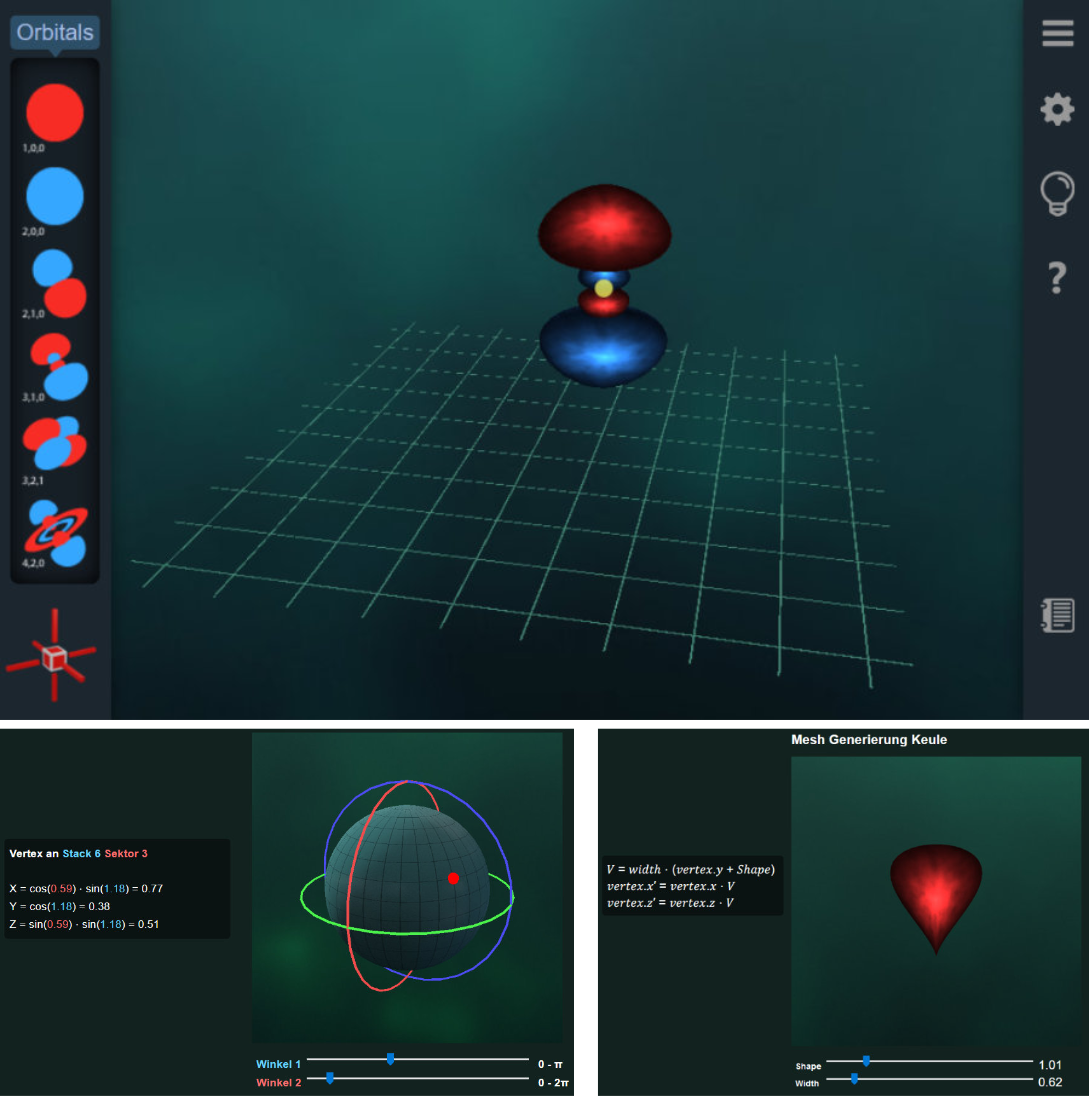 Orbitals
1,0,0
2,0,0
2,1,0
3,1,0
3,2,1
4,2,0
?
Vertex an Stack 6 Sektor 3
X = cos(0.59) · sin(1.18) = 0.77
Y = cos(1.18) = 0.38
Z = sin(0.59) · sin(1.18) = 0.51
Winkel 1 0 - π
Winkel 2 0 - 2π
Mesh Generierung Keule
V = width · (vertex.y + Shape)
vertex.x' = vertex.x · V
vertex.z' = vertex.z · V
Shape 1.01
Width 0.62